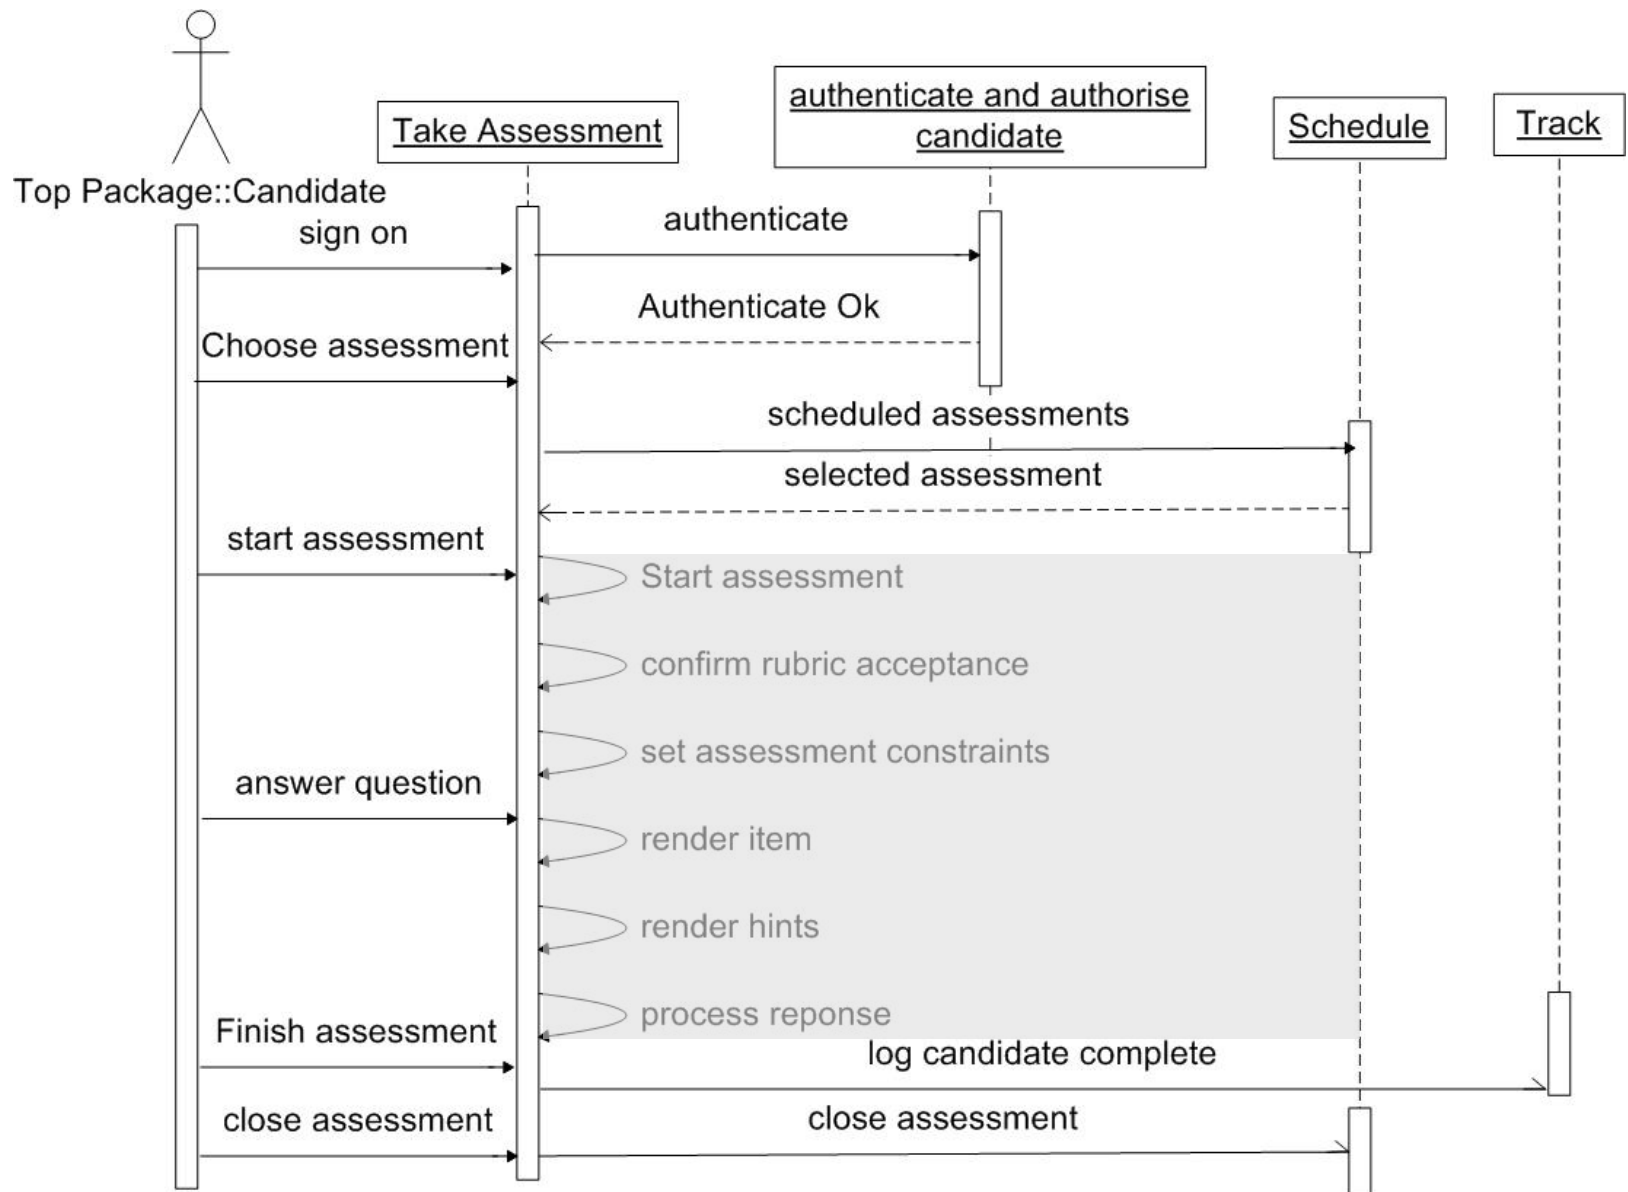 authenticate and authorise
candidate
Take Assessment
Schedule
Track
Top Package::Candidate
sign on
authenticate
Authenticate Ok
Choose assessment
scheduled assessments
selected assessment
start assessment
Start assessment
confirm rubric acceptance
set assessment constraints
answer question
render item
render hints
process reponse
Finish assessment
log candidate complete
close assessment
close assessment